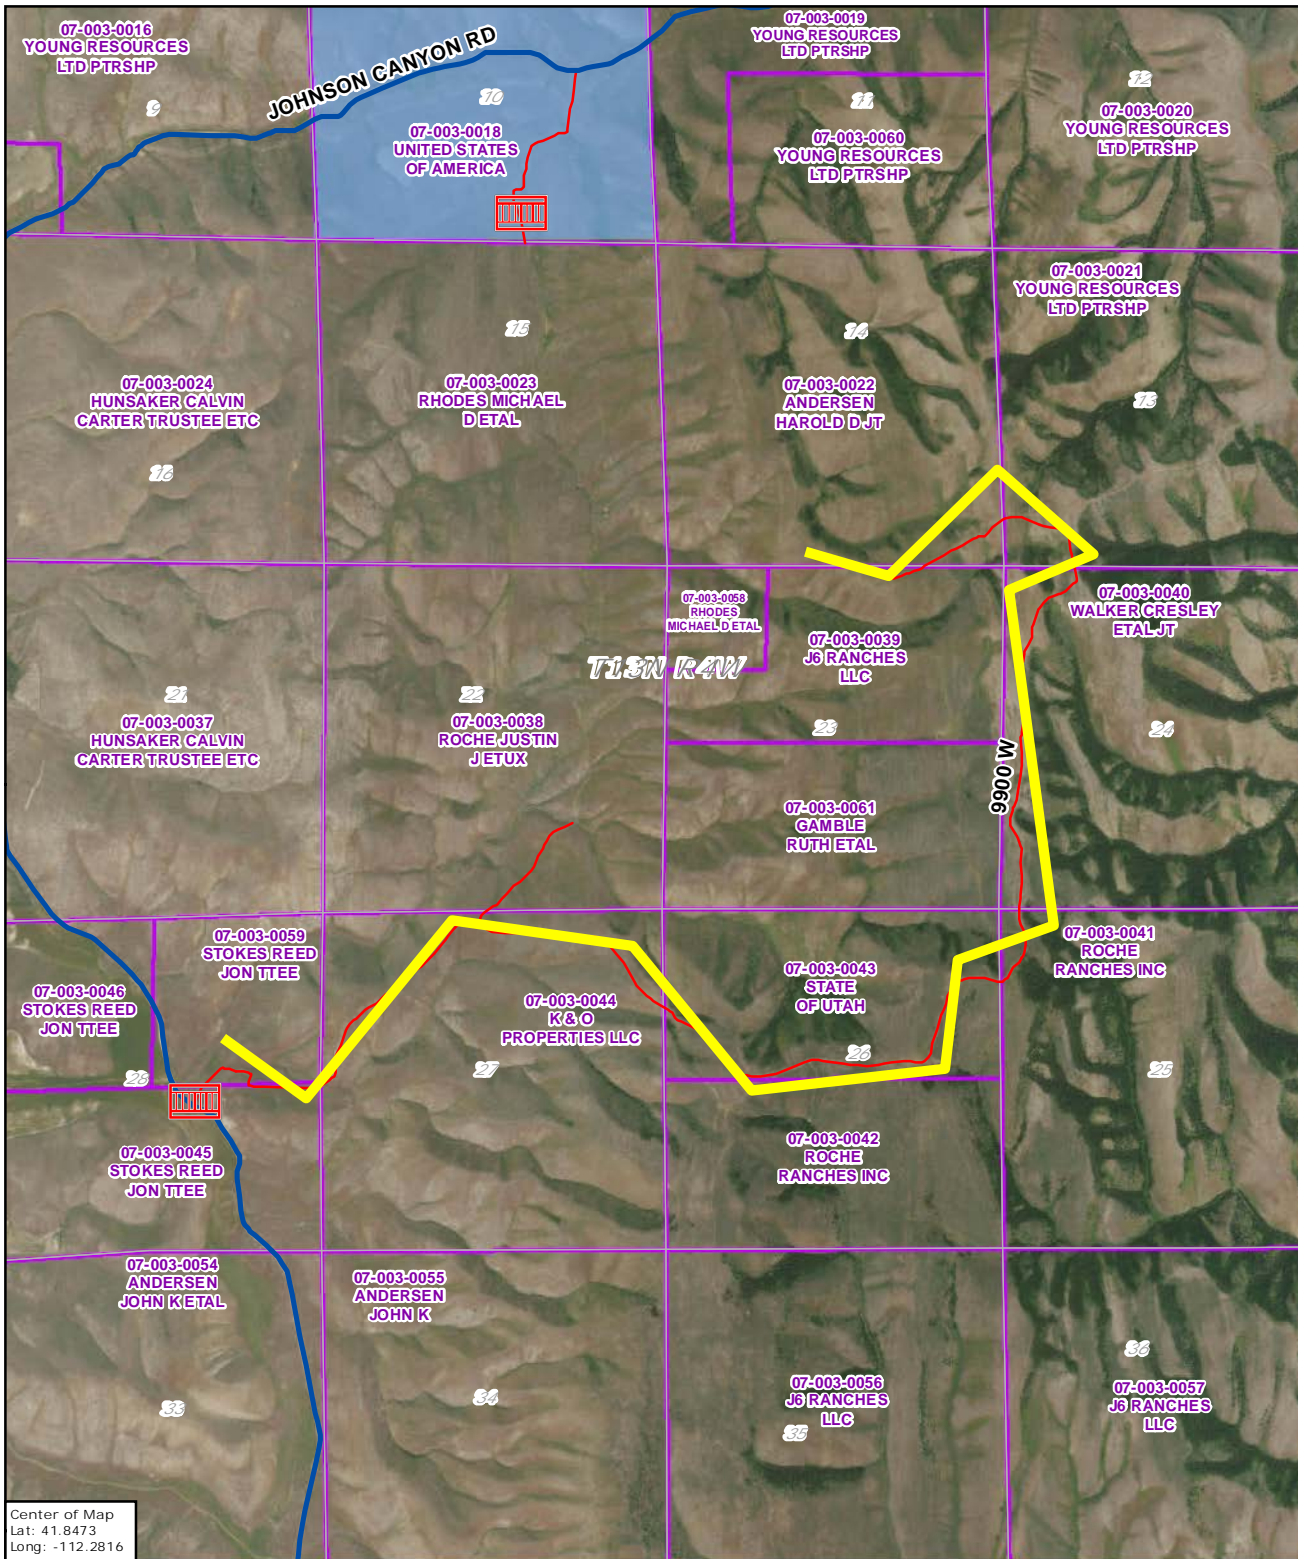 07-003-0016
YOUNG RESOURCES
LTD PTRSHP
9
JOHNSON CANYON RD
10
07-003-0018
UNITED STATES
OF AMERICA
07-003-0019
YOUNG RESOURCES
LTD PTRSHP
11
07-003-0060
YOUNG RESOURCES
LTD PTRSHP
12
07-003-0020
YOUNG RESOURCES
LTD PTRSHP
07-003-0021
YOUNG RESOURCES
LTD PTRSHP
13
07-003-0024
HUNSAKER CALVIN
CARTER TRUSTEE ETC
16
15
07-003-0023
RHODES MICHAEL
D ETAL
14
07-003-0022
ANDERSEN
HAROLD D JT
07-003-0058
RHODES
MICHAEL D ETAL
T13N R4W
07-003-0039
J6 RANCHES
LLC
23
07-003-0040
WALKER CRESLEY
ETAL JT
24
21
07-003-0037
HUNSAKER CALVIN
CARTER TRUSTEE ETC
22
07-003-0038
ROCHE JUSTIN
J ETUX
9900 W
07-003-0061
GAMBLE
RUTH ETAL
07-003-0059
STOKES REED
JON TTEE
07-003-0046
STOKES REED
JON TTEE
28
07-003-0044
K & O
PROPERTIES LLC
27
07-003-0043
STATE
OF UTAH
26
07-003-0041
ROCHE
RANCHES INC
25
07-003-0045
STOKES REED
JON TTEE
07-003-0042
ROCHE
RANCHES INC
07-003-0054
ANDERSEN
JOHN K ETAL
33
07-003-0055
ANDERSEN
JOHN K
34
07-003-0056
J6 RANCHES
LLC
35
36
07-003-0057
J6 RANCHES
LLC
Center of Map
Lat: 41.8473
Long: -112.2816